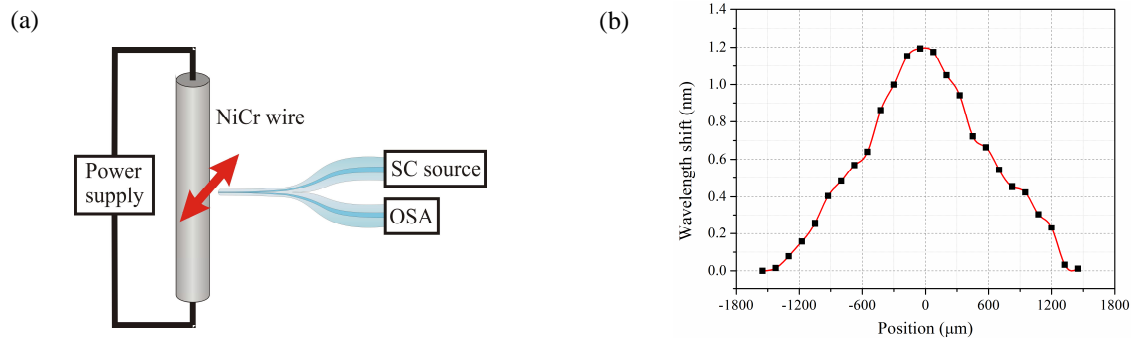 (a)
NiCr wire
Power
supply
SC source
OSA
(b)
Wavelength shift (nm)
1.4
1.2
1.0
0.8
0.6
0.4
0.2
0.0
-1800 -1200 -600 0 600 1200 1800
Position (μm)